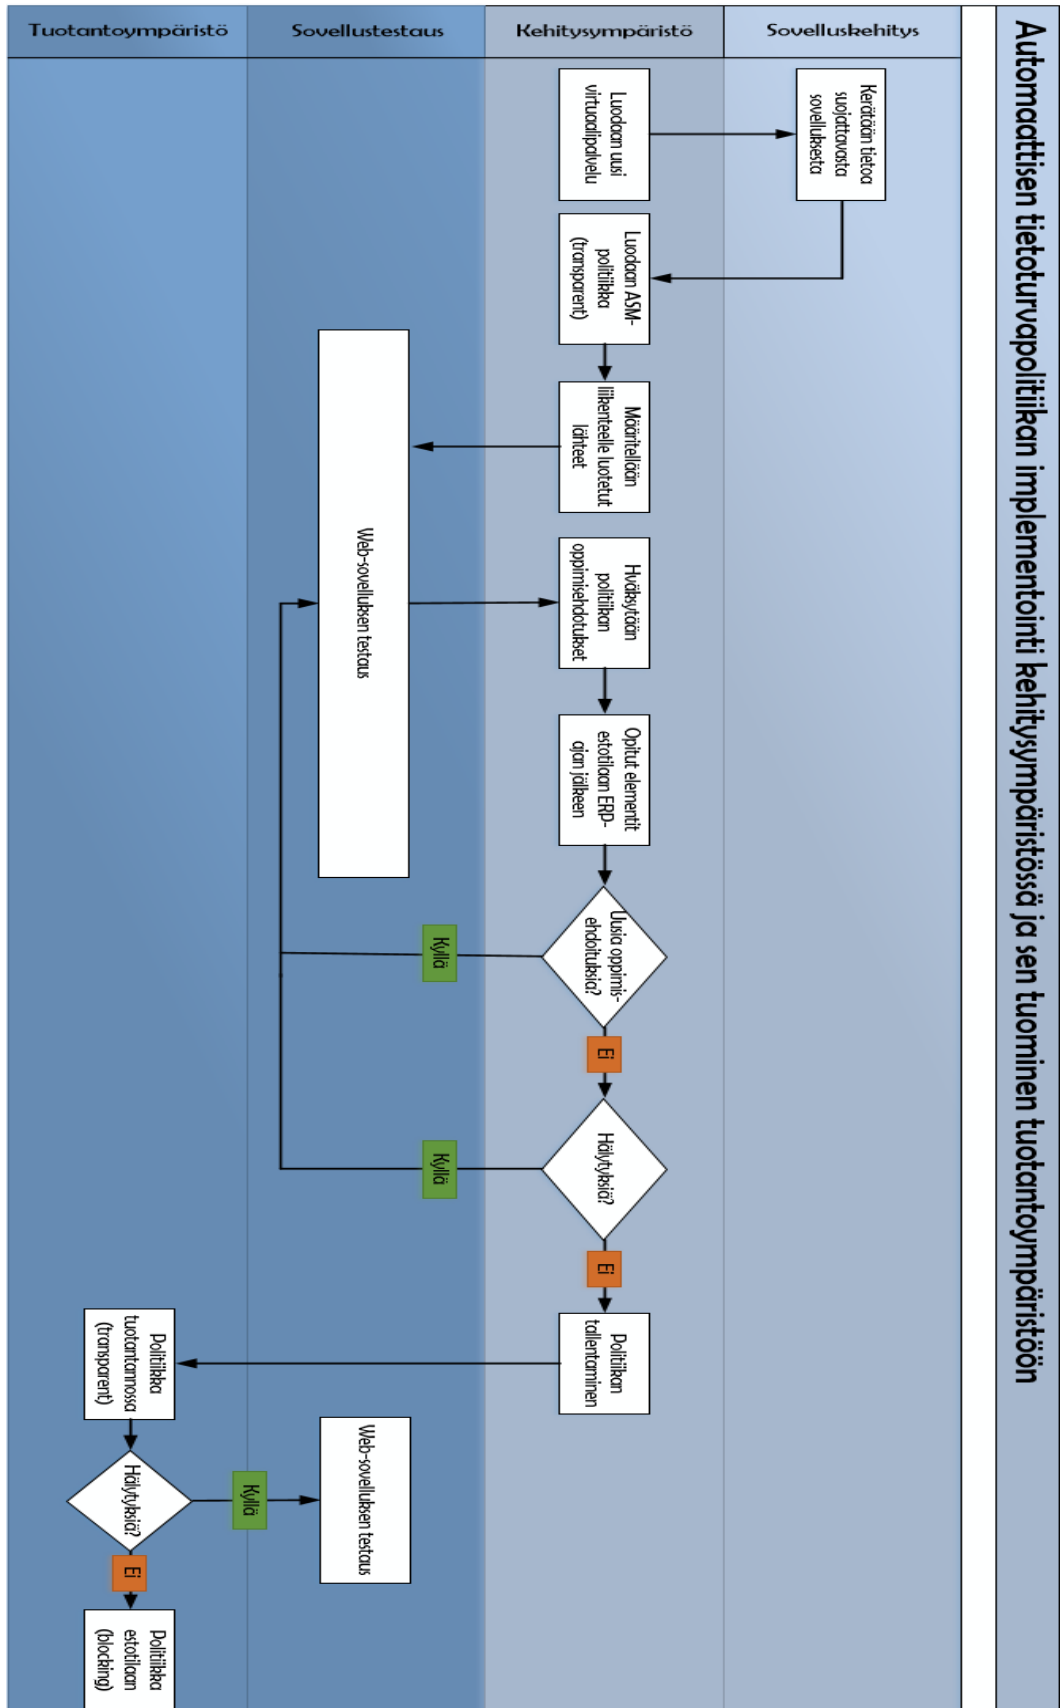 Automaattisen tietoturvapolitiikan implementointi kehitysympäristössä ja sen tuominen tuotantoympäristöön
Sovelluskehitys
Kerätään tietoa
suojattavasta
sovelluksesta
Kehitysympäristö
Luodaan uusi
virtuaalipalvelu
Luodaan ASM-
politiikka
(transparent)
Määritellään
liikenteelle luotetut
lähteet
Hväksytään
politiikan
oppimisehdotukset
Opitut elementit
estotilaan ERP-
ajan jälkeen
Uusia oppimis-
ehdoituksia?
Ei
Hälytyksiä?
Ei
Politiikan
tallentaminen
Sovellustestaus
Web-sovelluksen testaus
Kyllä
Kyllä
Web-sovelluksen testaus
Tuotantoympäristö
Politiikka
tuotantannossa
(transparent)
Hälytyksiä?
Kyllä
Ei
Politiikka
estotilaan
(blocking)